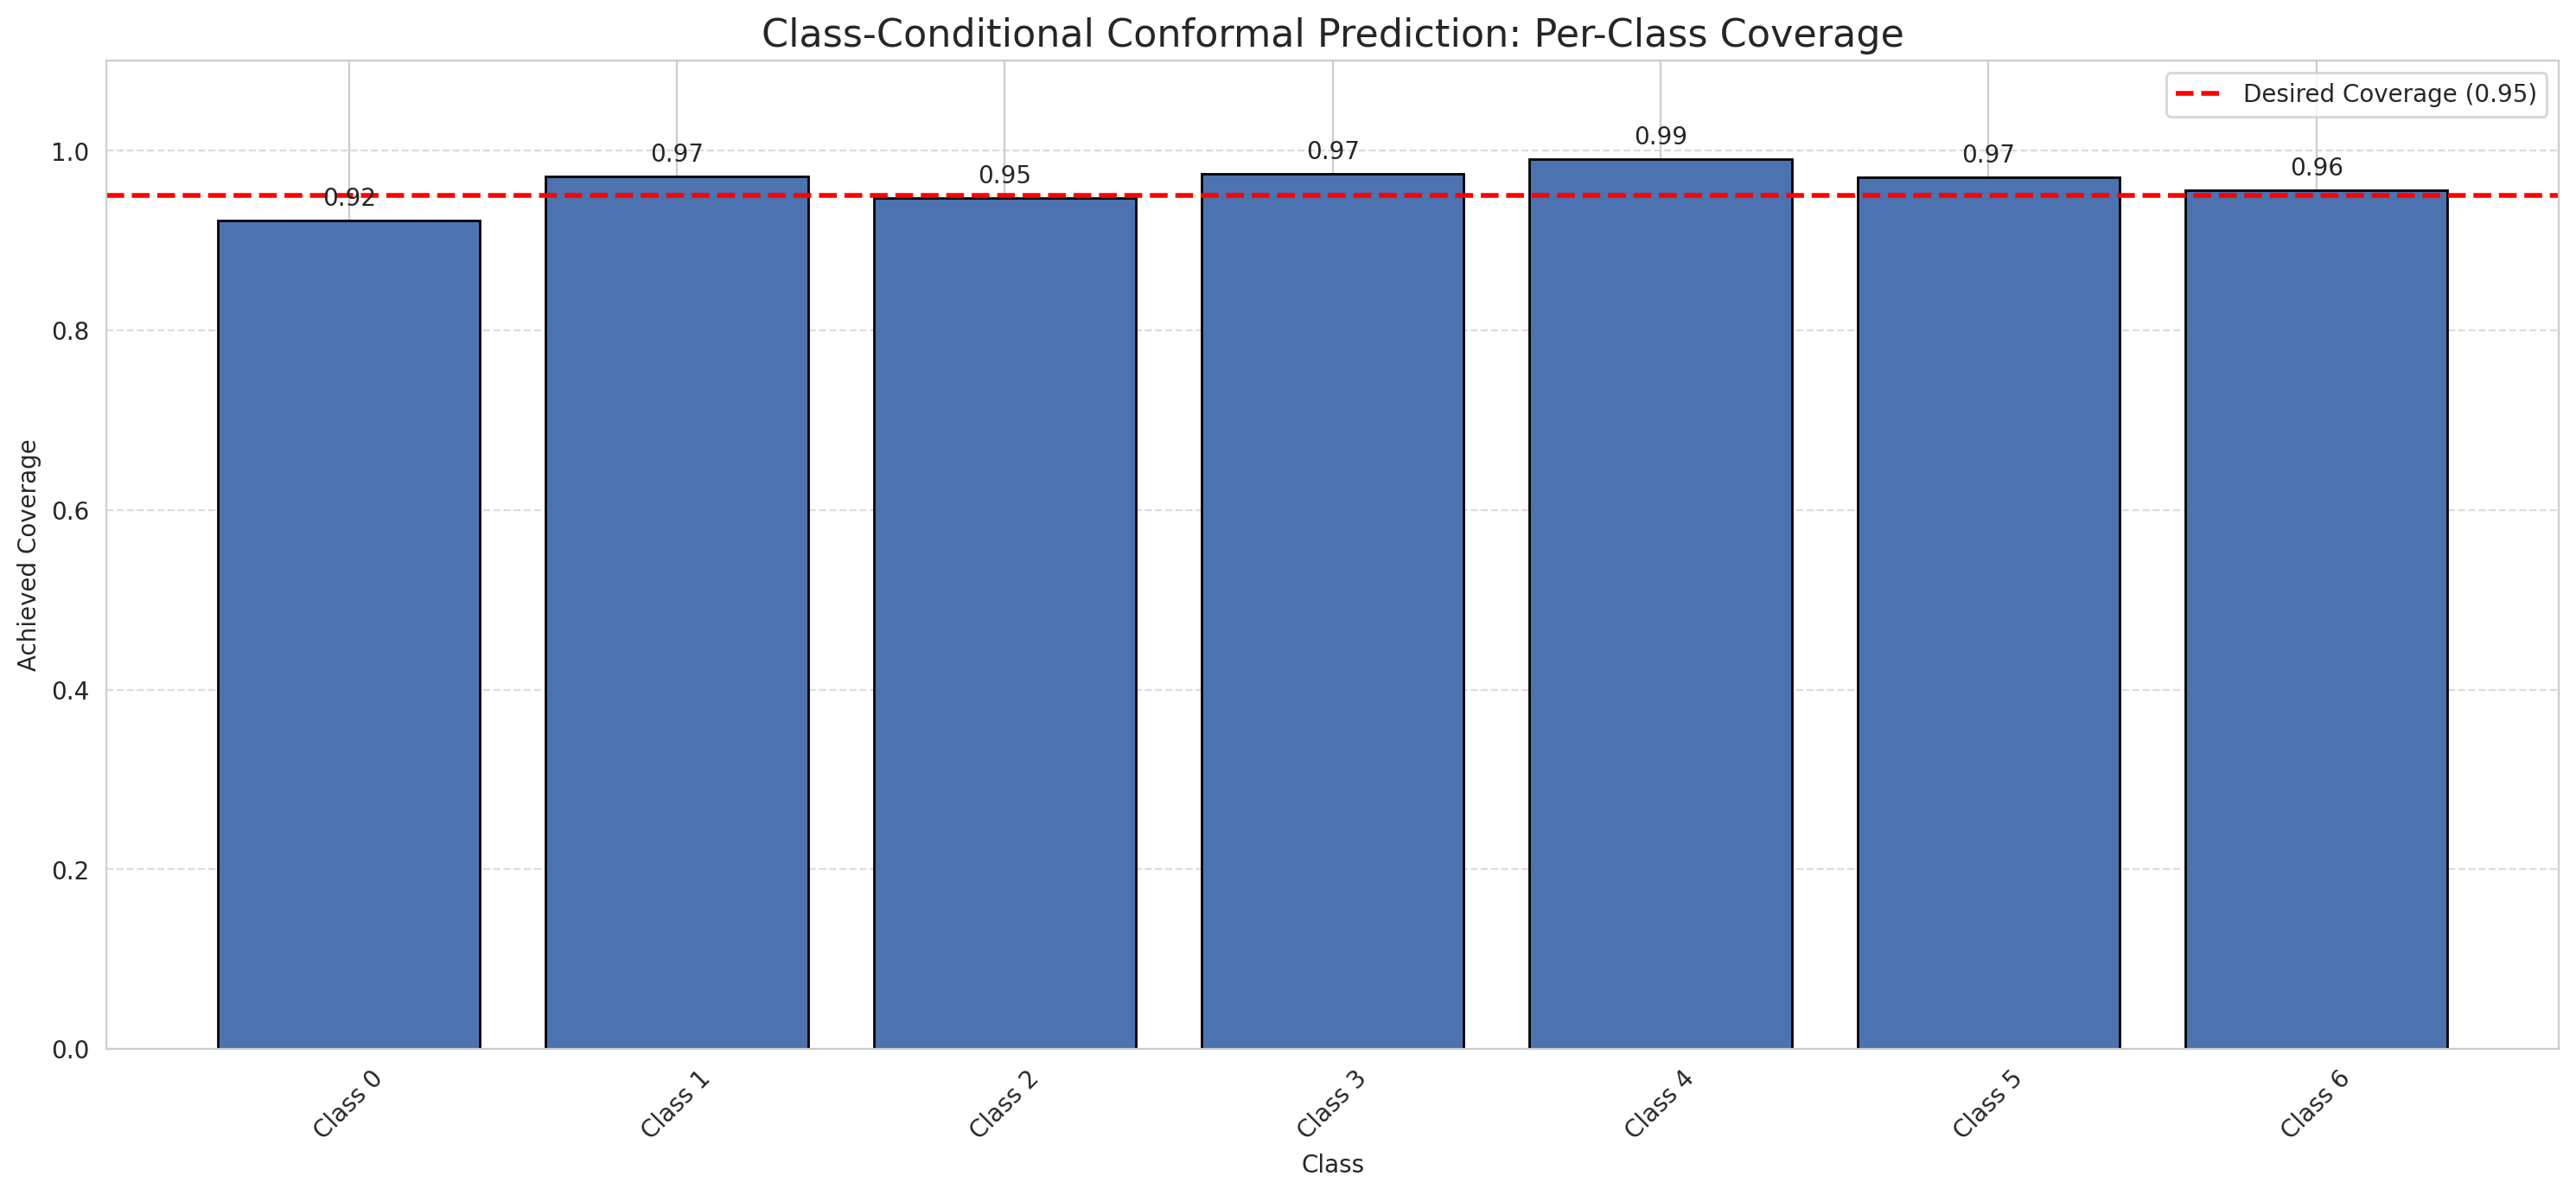 Class-Conditional Conformal Prediction: Per-Class Coverage
Desired Coverage (0.95)
Achieved Coverage
1.0
0.8
0.6
0.4
0.2
0.0
0.92
0.97
0.95
0.97
0.99
0.97
0.96
Class 0
Class 1
Class 2
Class 3
Class 4
Class 5
Class 6
Class